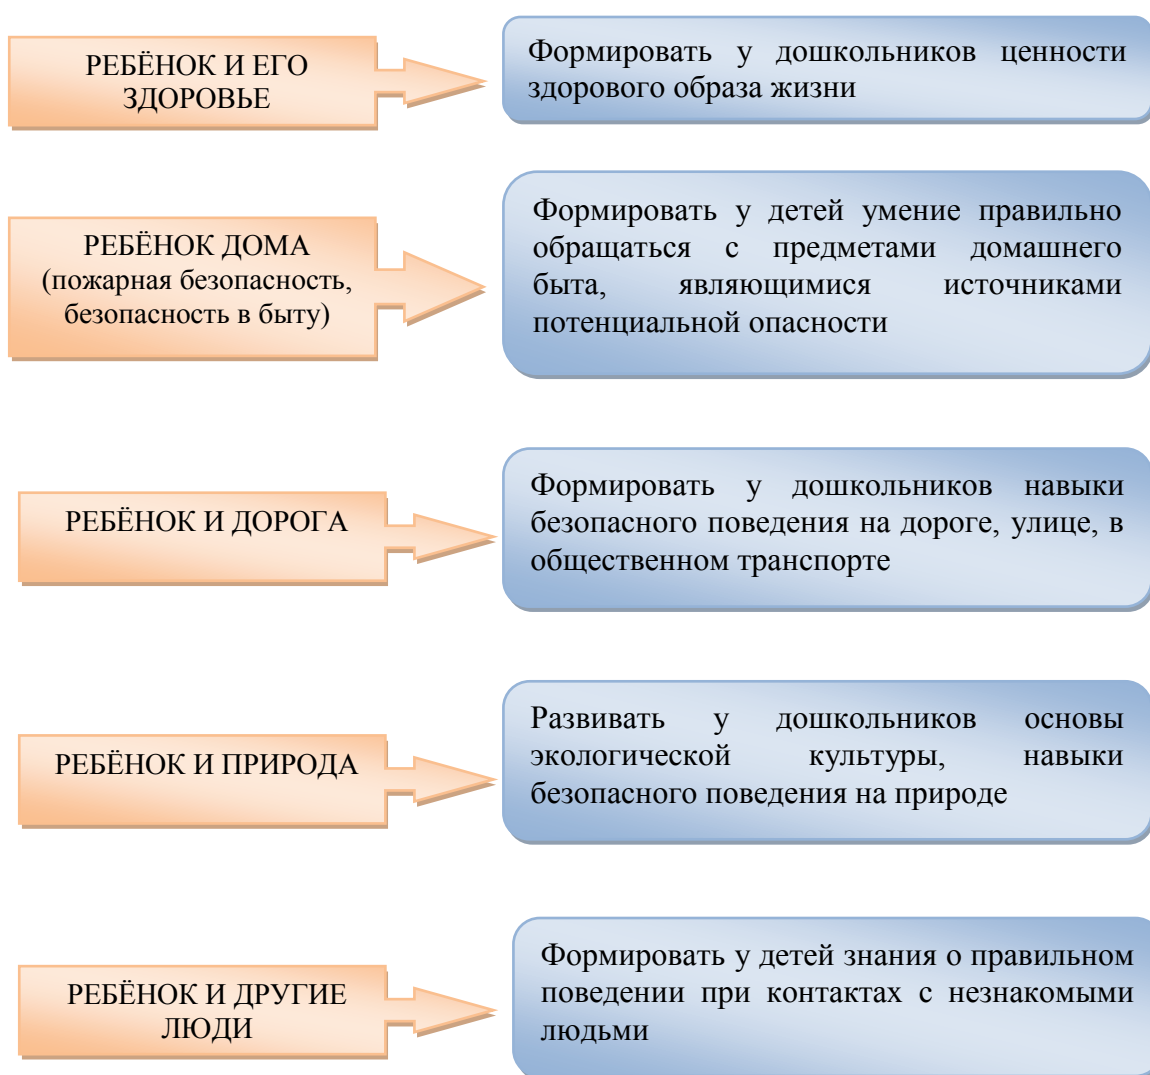 РЕБЁНОК И ЕГО
ЗДОРОВЬЕ
Формировать у дошкольников ценности
здорового образа жизни
РЕБЁНОК ДОМА
(пожарная безопасность,
безопасность в быту)
Формировать у детей умение правильно
обращаться с предметами домашнего
быта, являющимися источниками
потенциальной опасности
РЕБЁНОК И ДОРОГА
Формировать у дошкольников навыки
безопасного поведения на дороге, улице, в
общественном транспорте
РЕБЁНОК И ПРИРОДА
Развивать у дошкольников основы
экологической культуры, навыки
безопасного поведения на природе
РЕБЁНОК И ДРУГИЕ
ЛЮДИ
Формировать у детей знания о правильном
поведении при контактах с незнакомыми
людьми